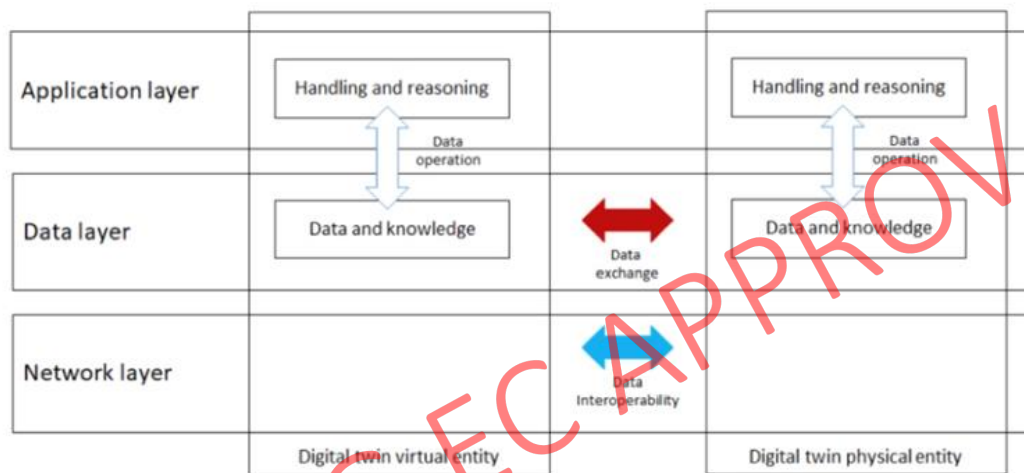 Application layer
Handling and reasoning
Handling and reasoning
Data
operation
Data
operation
Data layer
Data and knowledge
Data and knowledge
Data
exchange
Network layer
Data
Interoperability
Digital twin virtual entity
Digital twin physical entity
EC APPROV